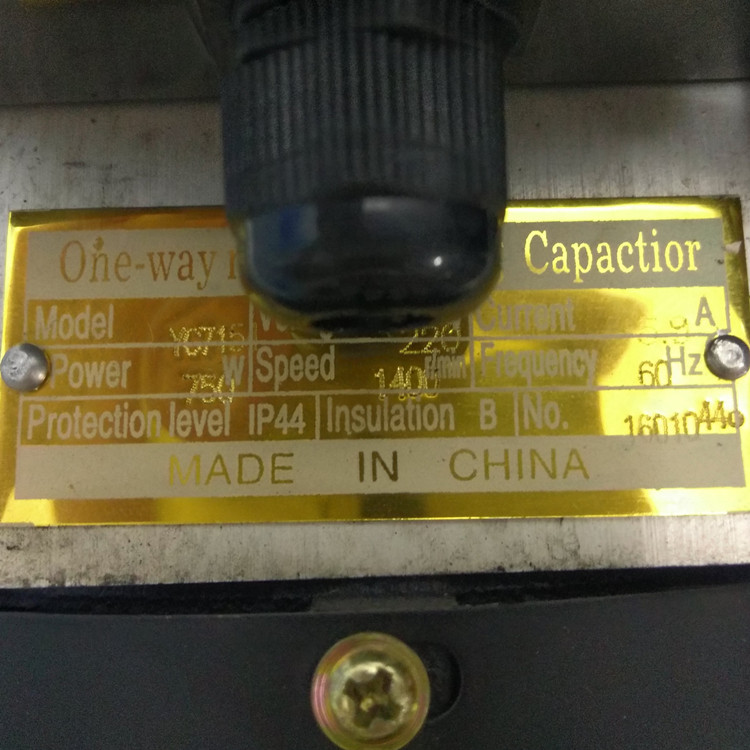 One-way Capactior
Model YC715 220 Current A
Power 750 W Speed 1400 r/min Frequency 60 Hz
Protection level IP44 Insulation B No. 1601044
MADE IN CHINA